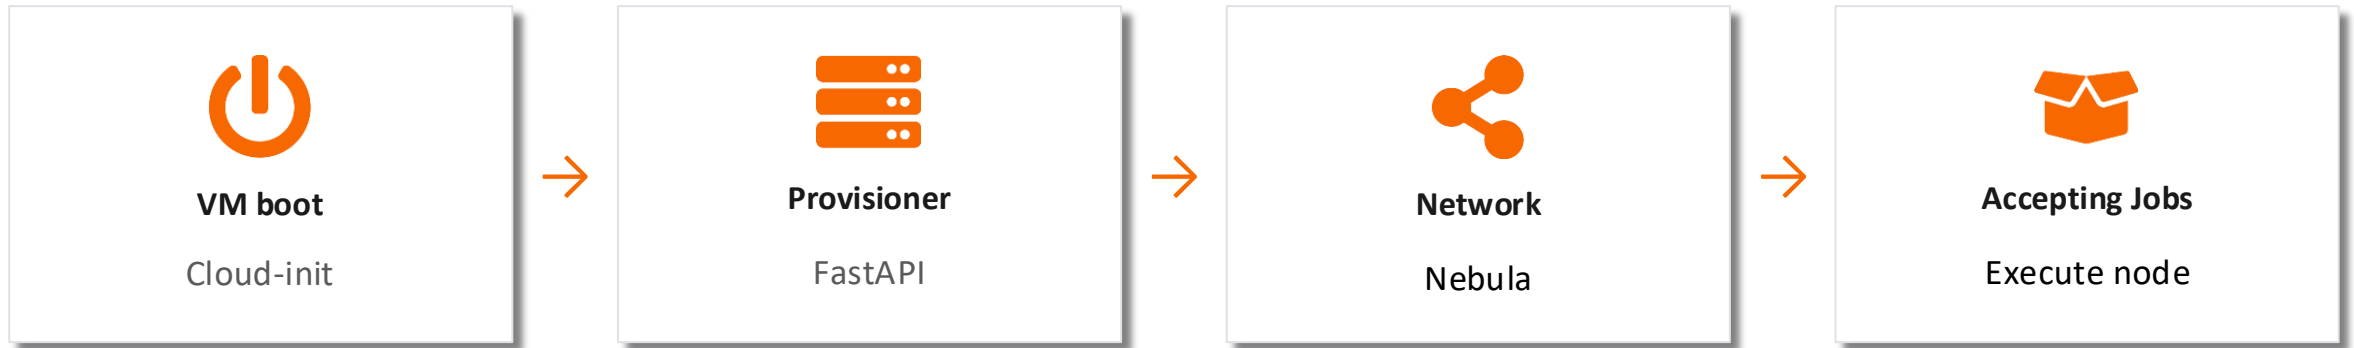 VM boot
Cloud-init
Provisioner
FastAPI
Network
Nebula
Accepting Jobs
Execute node